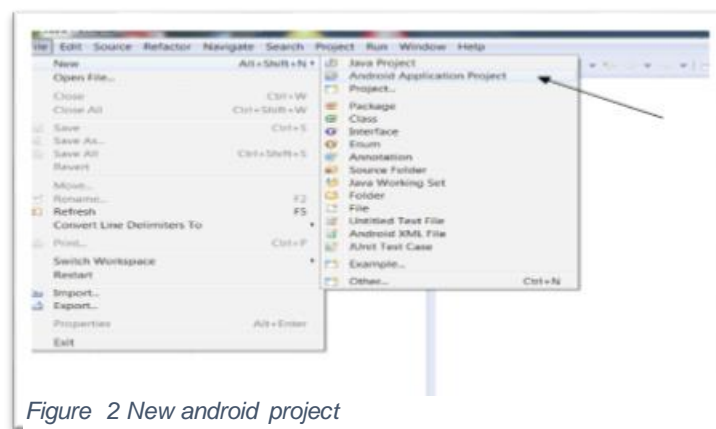 File Edit Source Refactor Navigate Search Project Run Window Help
New Alt+Shift+N
Open File...
Close Ctrl+W
Close All Ctrl+Shift+W
Save Ctrl+S
Save As...
Save All Ctrl+Shift+S
Revert
Move...
Rename... F2
Refresh F5
Convert Line Delimiters To
Print... Ctrl+P
Switch Workspace
Restart
Import...
Export...
Properties Alt+Enter
Exit
Java Project
Android Application Project
Project...
Package
Class
Interface
Enum
Annotation
Source Folder
Java Working Set
Folder
File
Untitled Text File
Android XML File
JUnit Test Case
Example...
Other... Ctrl+N
Figure 2 New android project